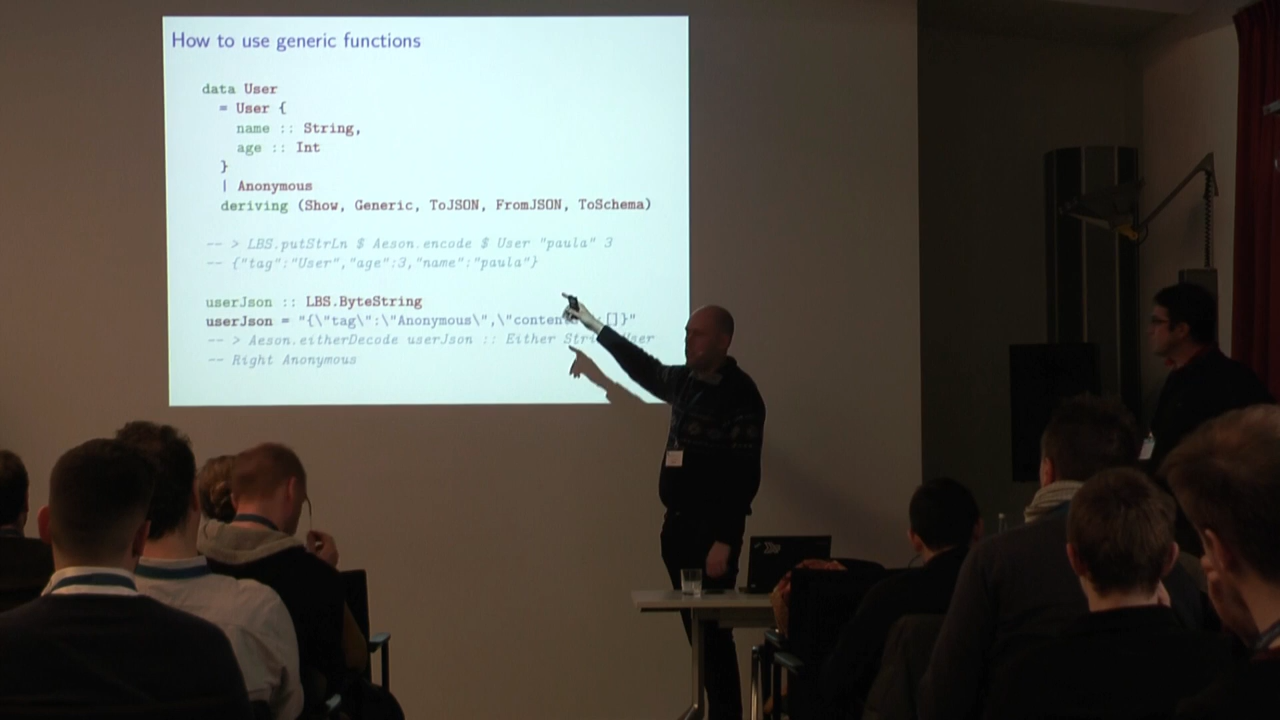 How to use generic functions
data User
= User {
name :: String,
age :: Int
}
| Anonymous
deriving (Show, Generic, ToJSON, FromJSON, ToSchema)
-- > LBS.putStrLn $ Aeson.encode $ User "paula" 3
-- {"tag":"User","age":3,"name":"paula"}
userJson :: LBS.ByteString
userJson = "{\"tag\":\"Anonymous\",\"conten :[]}"
-- > Aeson.eitherDecode userJson :: Either User
-- Right Anonymous